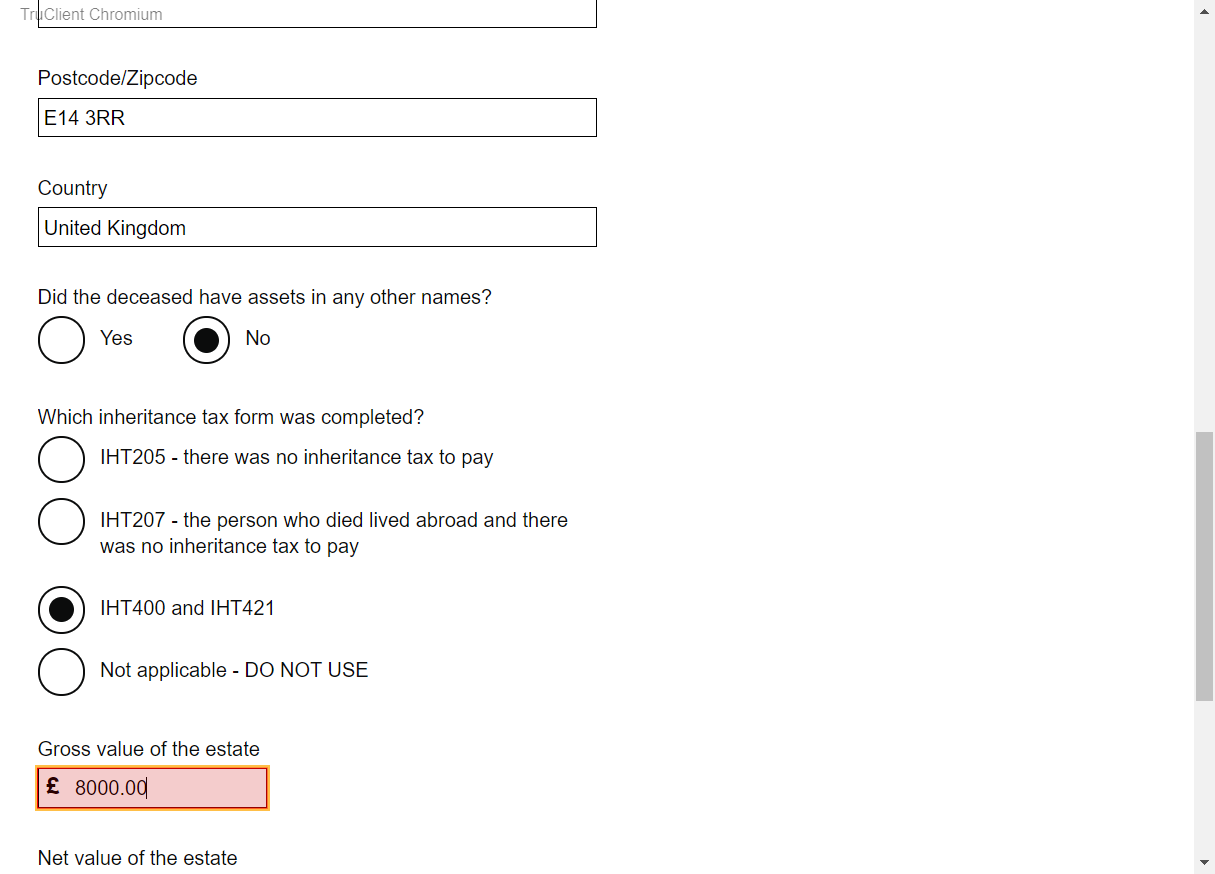 TruClient Chromium
Postcode/Zipcode
E14 3RR
Country
United Kingdom
Did the deceased have assets in any other names?
Yes No
Which inheritance tax form was completed?
IHT205 - there was no inheritance tax to pay
IHT207 - the person who died lived abroad and there
was no inheritance tax to pay
IHT400 and IHT421
Not applicable - DO NOT USE
Gross value of the estate
£ 8000.00
Net value of the estate